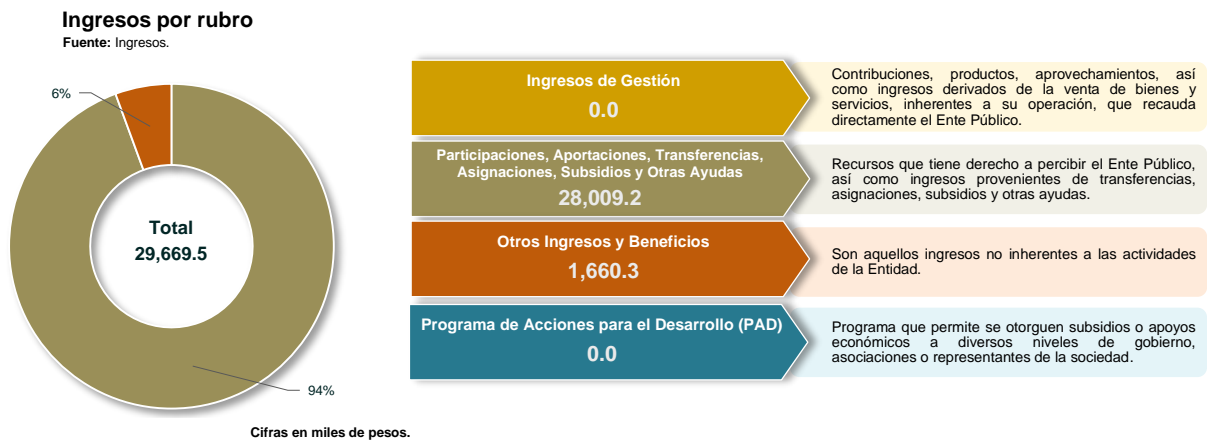 Ingresos por rubro
Fuente: Ingresos.
6%
Total
29,669.5
94%
Ingresos de Gestión
0.0
Contribuciones, productos, aprovechamientos, así
como ingresos derivados de la venta de bienes y
servicios, inherentes a su operación, que recauda
directamente el Ente Público.
Participaciones, Aportaciones, Transferencias,
Asignaciones, Subsidios y Otras Ayudas
28,009.2
Recursos que tiene derecho a percibir el Ente Público,
así como ingresos provenientes de transferencias,
asignaciones, subsidios y otras ayudas.
Otros Ingresos y Beneficios
1,660.3
Son aquellos ingresos no inherentes a las actividades
de la Entidad.
Programa de Acciones para el Desarrollo (PAD)
0.0
Programa que permite se otorguen subsidios o apoyos
económicos a diversos niveles de gobierno,
asociaciones o representantes de la sociedad.
Cifras en miles de pesos.